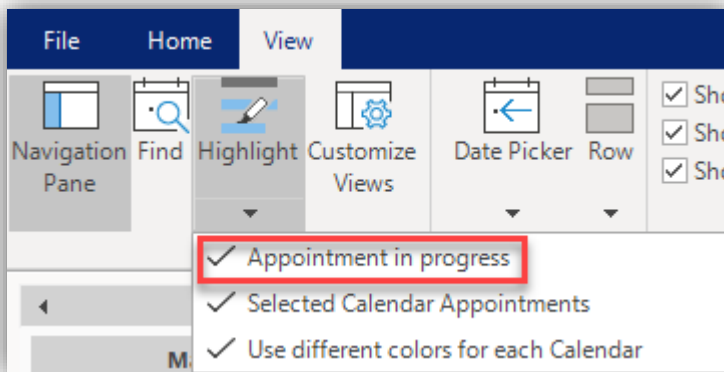 File Home View
Navigation Pane
Find
Highlight
Customize Views
Date Picker
Row
Appointment in progress
Selected Calendar Appointments
Use different colors for each Calendar